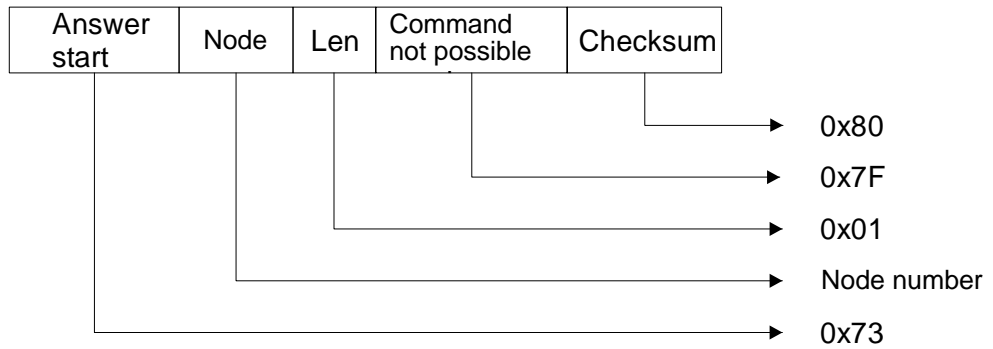 Answer
start
Node
Len
Command
not possible
Checksum
0x80
0x7F
0x01
Node number
0x73